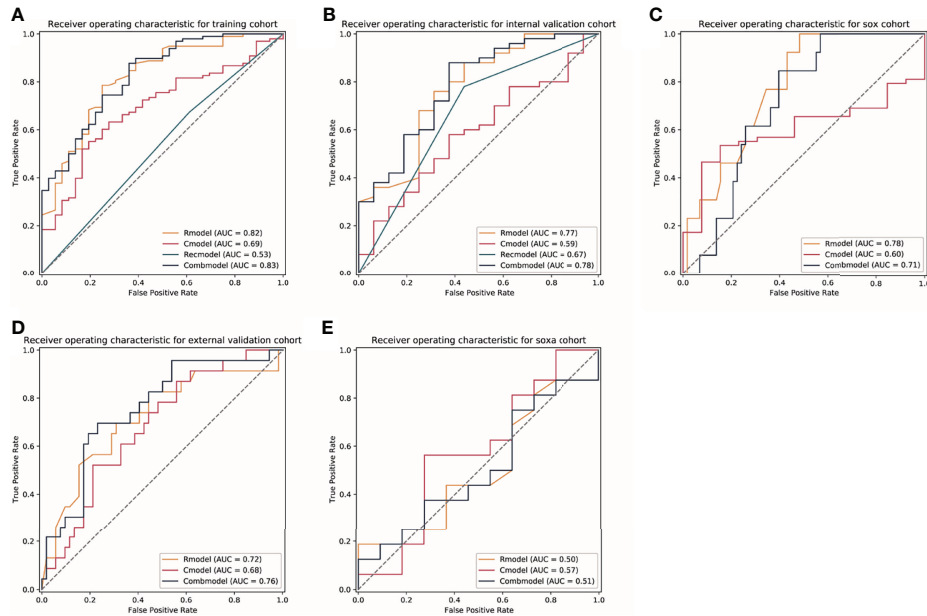 A
Receiver operating characteristic for training cohort
1.0
0.8
0.6
0.4
0.2
0.0
True Positive Rate
0.0 0.2 0.4 0.6 0.8 1.0
False Positive Rate
Rmodel (AUC = 0.82)
Cmodel (AUC = 0.69)
Recmodel (AUC = 0.53)
Combmodel (AUC = 0.83)
B
Receiver operating characteristic for internal valication cohort
1.0
0.8
0.6
0.4
0.2
0.0
True Positive Rate
0.0 0.2 0.4 0.6 0.8 1.0
False Positive Rate
Rmodel (AUC = 0.77)
Cmodel (AUC = 0.59)
Recmodel (AUC = 0.67)
Combmodel (AUC = 0.78)
C
Receiver operating characteristic for sox cohort
1.0
0.8
0.6
0.4
0.2
0.0
True Positive Rate
0.0 0.2 0.4 0.6 0.8 1.0
False Positive Rate
Rmodel (AUC = 0.78)
Cmodel (AUC = 0.60)
Combmodel (AUC = 0.71)
D
Receiver operating characteristic for external validation cohort
1.0
0.8
0.6
0.4
0.2
0.0
True Positive Rate
0.0 0.2 0.4 0.6 0.8 1.0
False Positive Rate
Rmodel (AUC = 0.72)
Cmodel (AUC = 0.68)
Combmodel (AUC = 0.76)
E
Receiver operating characteristic for soxa cohort
1.0
0.8
0.6
0.4
0.2
0.0
True Positive Rate
0.0 0.2 0.4 0.6 0.8 1.0
False Positive Rate
Rmodel (AUC = 0.50)
Cmodel (AUC = 0.57)
Combmodel (AUC = 0.51)